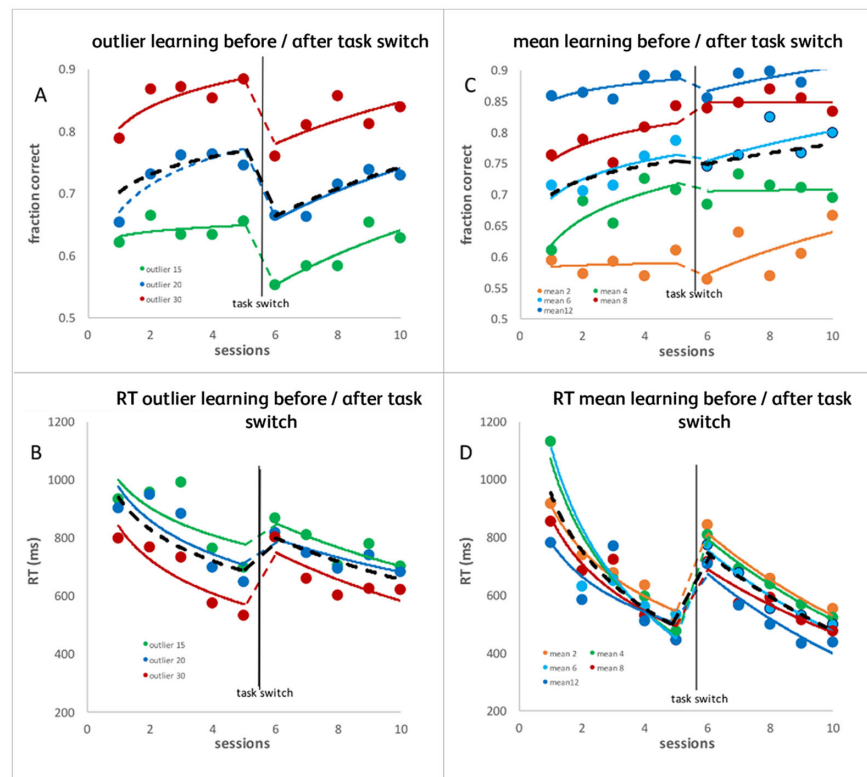 outlier learning before / after task switch
A
0.9
0.8
0.7
0.6
0.5
fraction correct
outlier 15
outlier 20
outlier 30
task switch
0 2 4 6 8 10
sessions
mean learning before / after task switch
C
0.9
0.85
0.8
0.75
0.7
0.65
0.6
0.55
0.5
fraction correct
mean 2 mean 4
mean 6 mean 8
mean12
task switch
0 2 4 6 8 10
sessions
RT outlier learning before / after task
switch
B
1200
1000
800
600
400
200
RT (ms)
outlier 15
outlier 20
outlier 30
task switch
0 2 4 6 8 10
sessions
RT mean learning before / after task
switch
D
1200
1000
800
600
400
200
RT (ms)
mean 2 mean 4
mean 6 mean 8
mean12
task switch
0 2 4 6 8 10
sessions